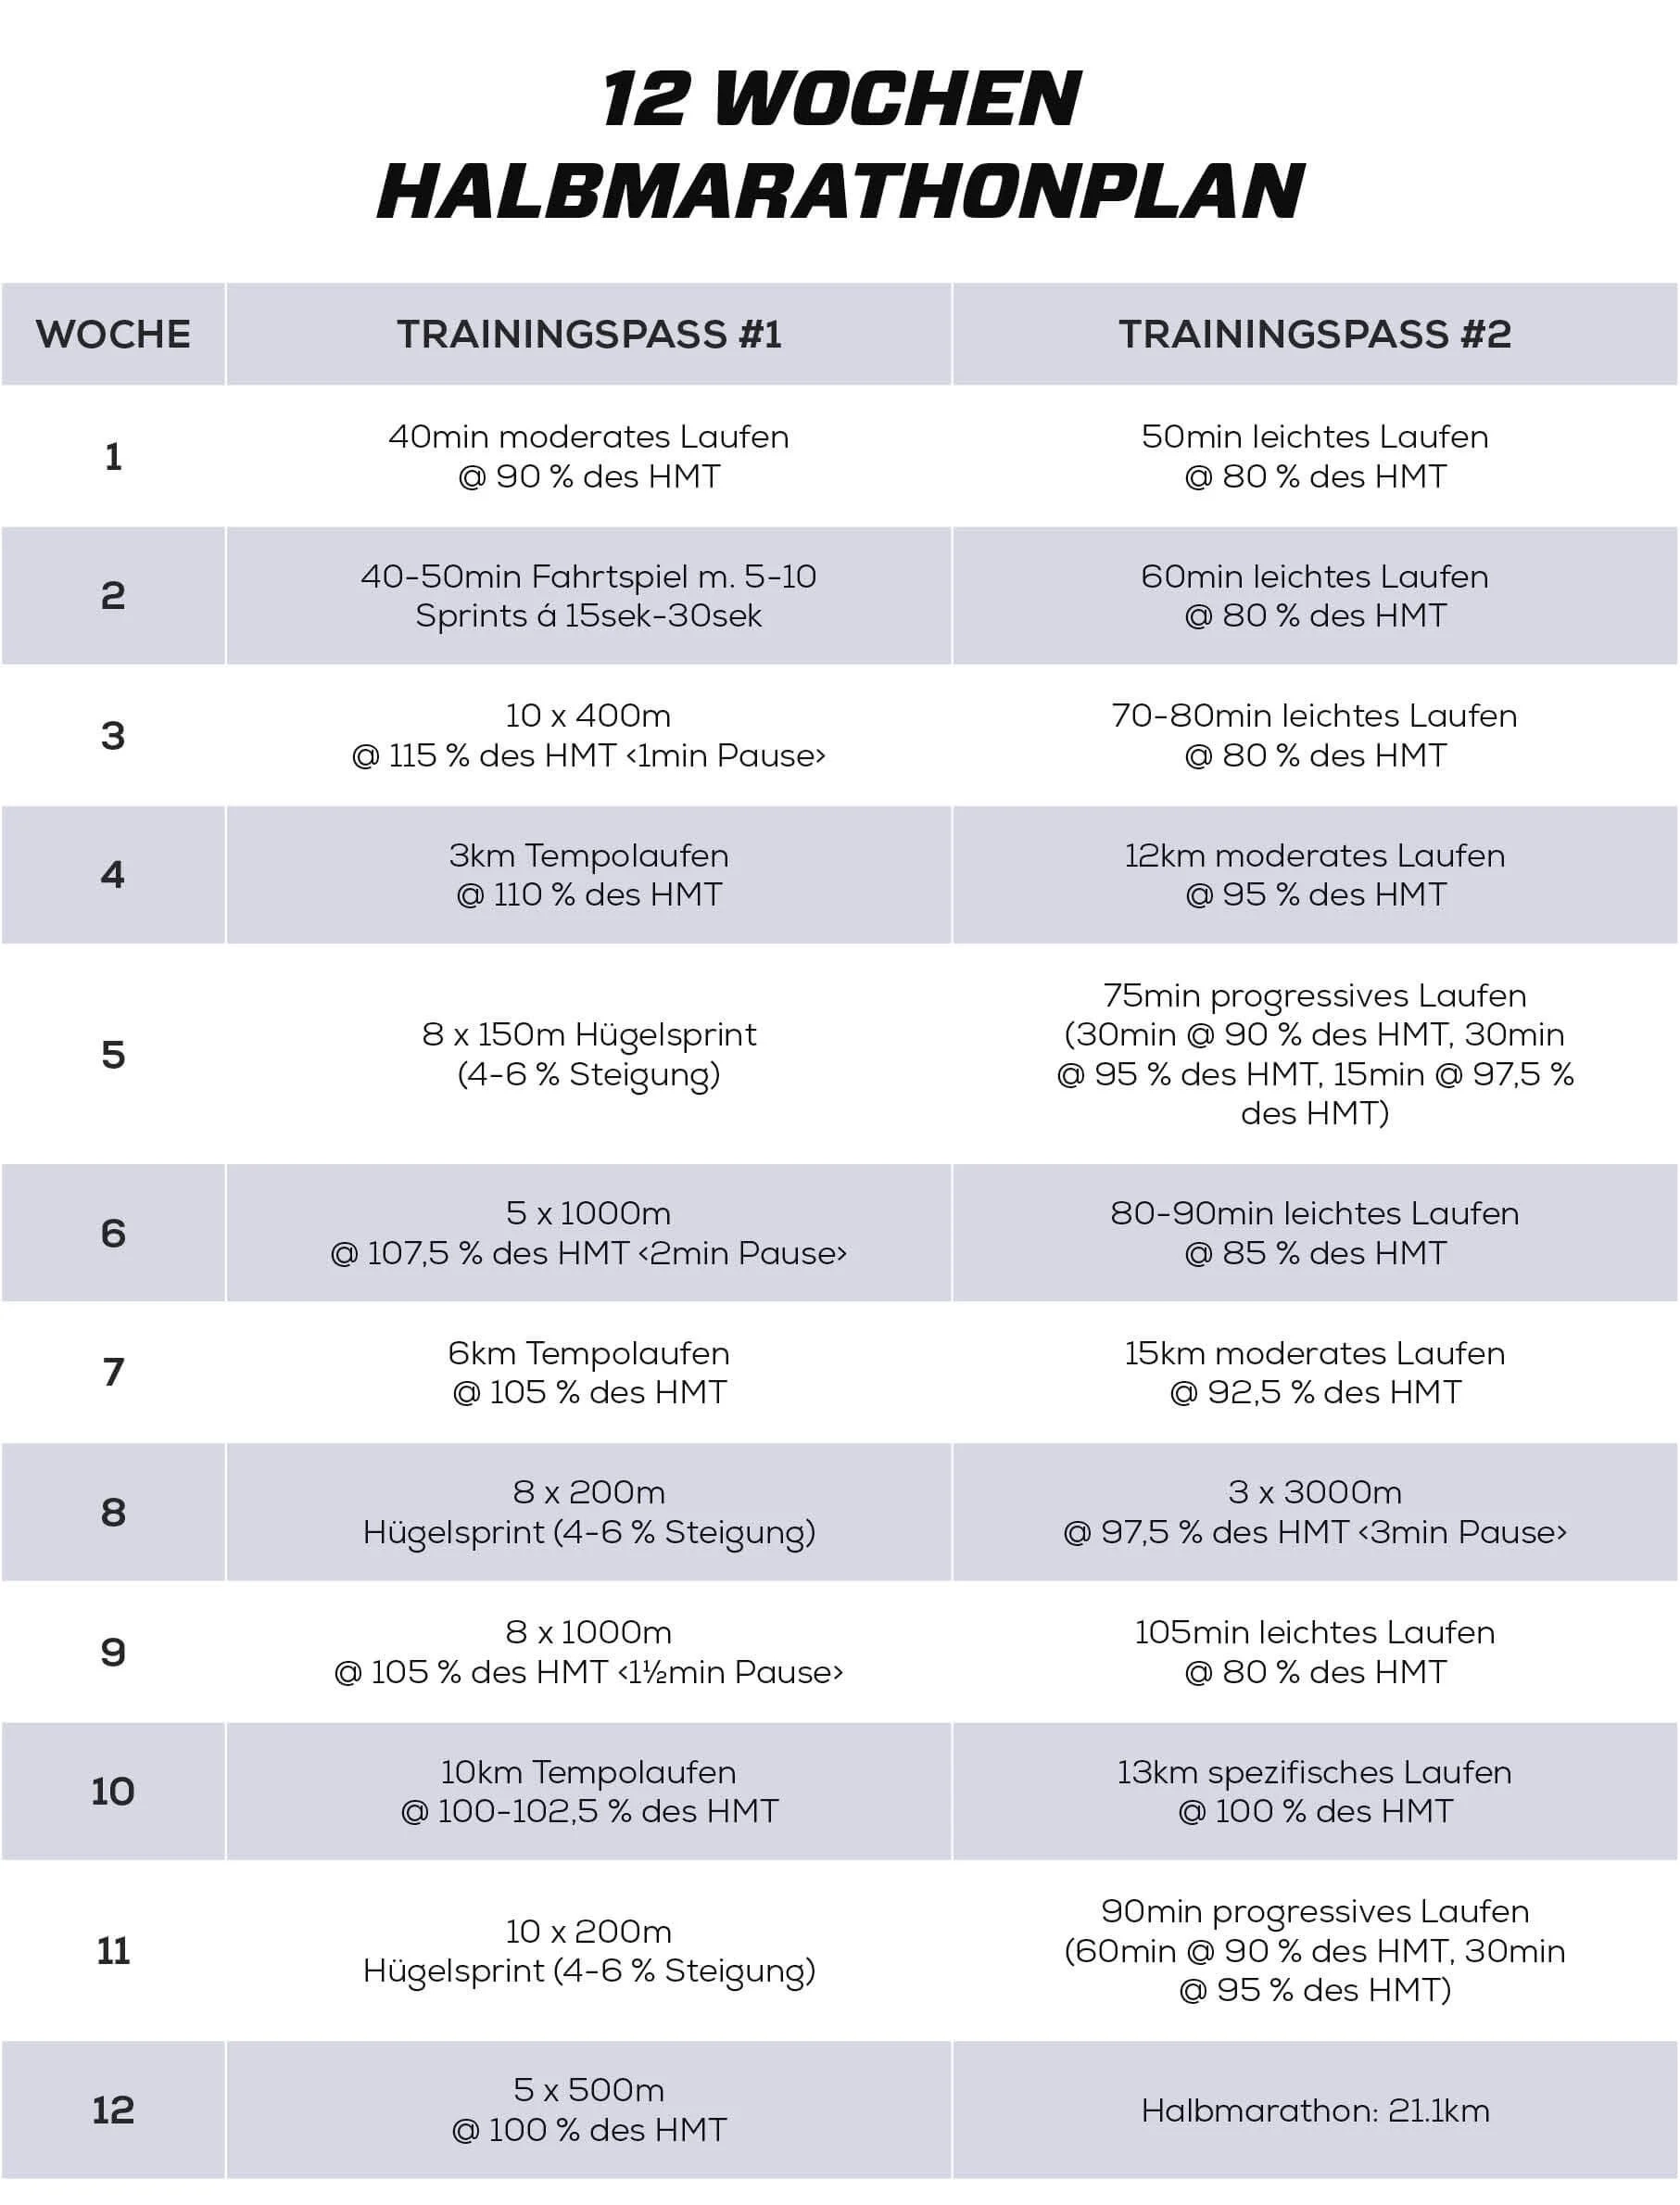 12 WOCHEN
HALBMARATHONPLAN
WOCHE TRAININGSPASS #1 TRAININGSPASS #2
1
40min moderates Laufen
@ 90 % des HMT
50min leichtes Laufen
@ 80 % des HMT
2
40-50min Fahrtspiel m. 5-10
Sprints á 15sek-30sek
60min leichtes Laufen
@ 80 % des HMT
3
10 x 400m
@ 115 % des HMT <1min Pause>
70-80min leichtes Laufen
@ 80 % des HMT
4
3km Tempolaufen
@ 110 % des HMT
12km moderates Laufen
@ 95 % des HMT
5
8 x 150m Hügelsprint
(4-6 % Steigung)
75min progressives Laufen
(30min @ 90 % des HMT, 30min
@ 95 % des HMT, 15min @ 97,5 %
des HMT)
6
5 x 1000m
@ 107,5 % des HMT <2min Pause>
80-90min leichtes Laufen
@ 85 % des HMT
7
6km Tempolaufen
@ 105 % des HMT
15km moderates Laufen
@ 92,5 % des HMT
8
8 x 200m
Hügelsprint (4-6 % Steigung)
3 x 3000m
@ 97,5 % des HMT <3min Pause>
9
8 x 1000m
@ 105 % des HMT <1½min Pause>
105min leichtes Laufen
@ 80 % des HMT
10
10km Tempolaufen
@ 100-102,5 % des HMT
13km spezifisches Laufen
@ 100 % des HMT
11
10 x 200m
Hügelsprint (4-6 % Steigung)
90min progressives Laufen
(60min @ 90 % des HMT, 30min
@ 95 % des HMT)
12
5 x 500m
@ 100 % des HMT
Halbmarathon: 21.1km